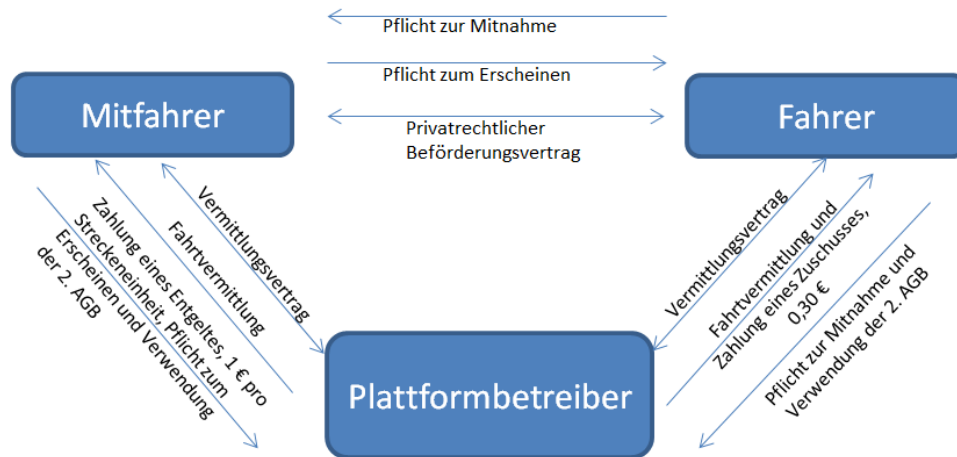 Pflicht zur Mitnahme
Pflicht zum Erscheinen
Mitfahrer
Fahrer
Privatrechtlicher
Beförderungsvertrag
Zahlung eines Entgeltes, 1 € pro
Streckeneinheit, Pflicht zum
Erscheinen und Verwendung
der 2. AGB
Fahrtvermittlung
Vermittlungsvertrag
Vermittlungsvertrag
Fahrtvermittlung und
Zahlung eines Zuschusses,
0,30 €
Pflicht zur Mitnahme und
Verwendung der 2. AGB
Plattformbetreiber